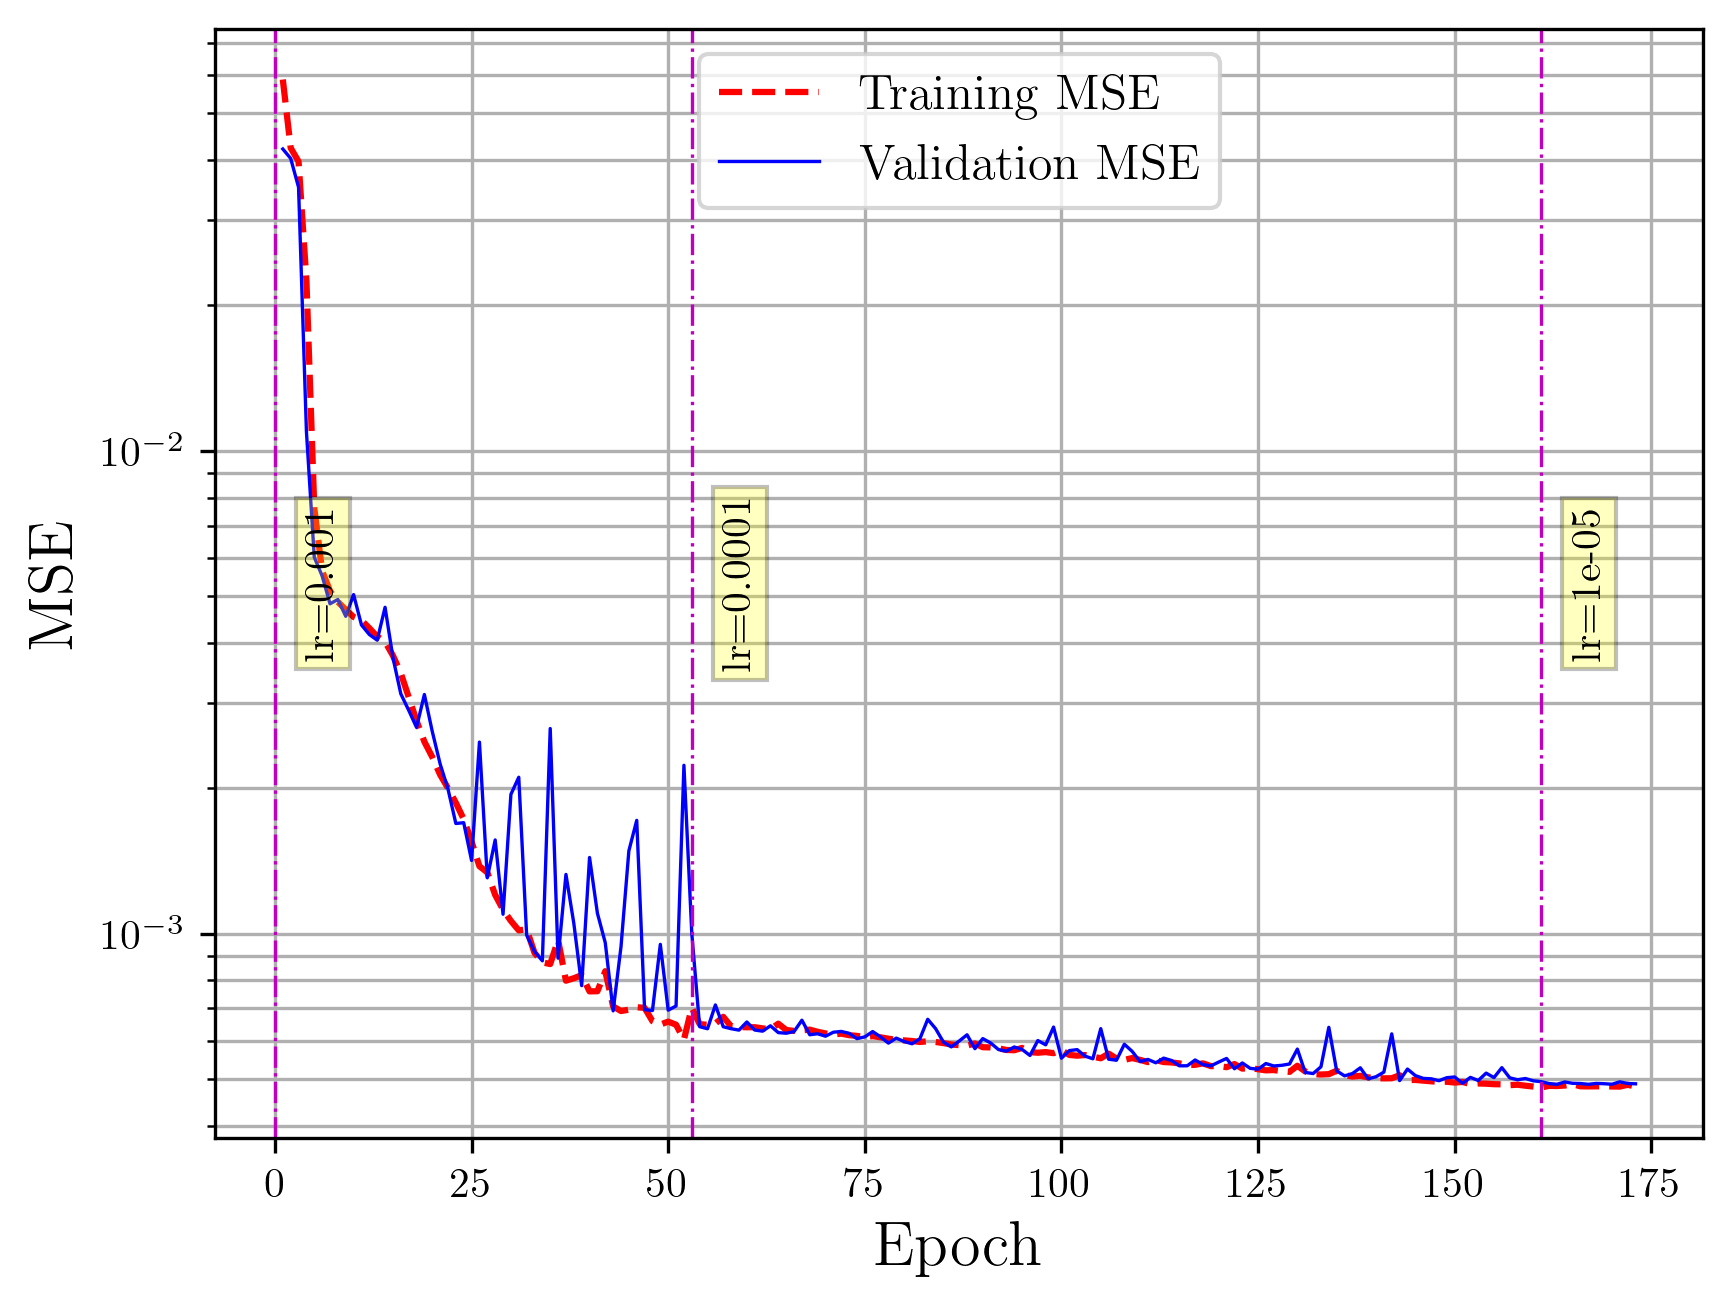 Training MSE
Validation MSE
MSE
10⁻²
10⁻³
lr=0.001
lr=0.0001
lr=1e-05
0 25 50 75 100 125 150 175
Epoch